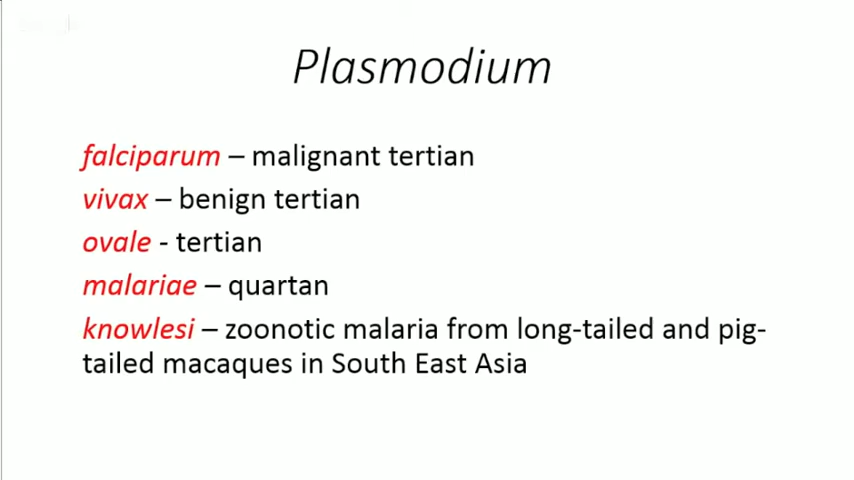 Plasmodium
falciparum – malignant tertian
vivax – benign tertian
ovale - tertian
malariae – quartan
knowlesi – zoonotic malaria from long-tailed and pig-
tailed macaques in South East Asia